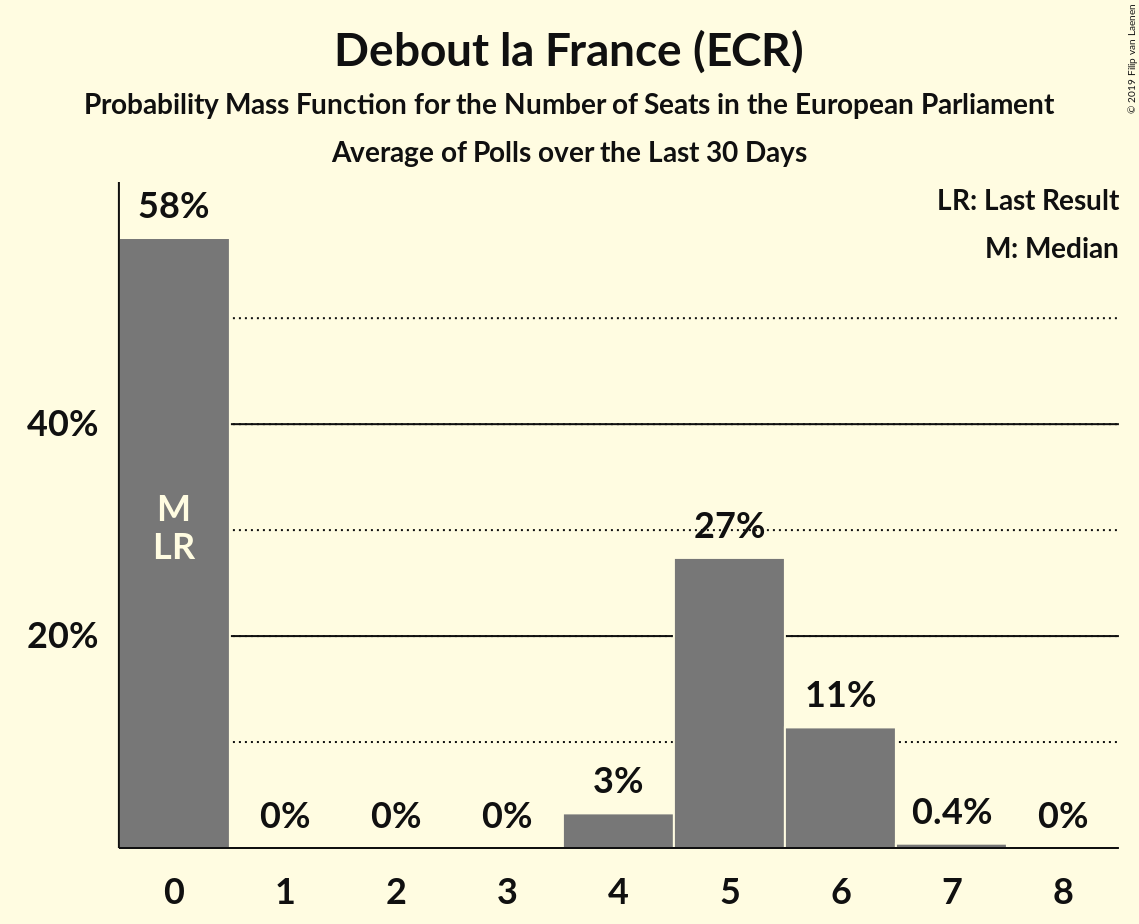 Debout la France (ECR)
Probability Mass Function for the Number of Seats in the European Parliament
Average of Polls over the Last 30 Days
© 2019 Filip van Laenen
LR: Last Result
M: Median
58%
40%
M
LR
27%
20%
11%
3%
0%
0%
0%
0.4%
0%
0 1 2 3 4 5 6 7 8